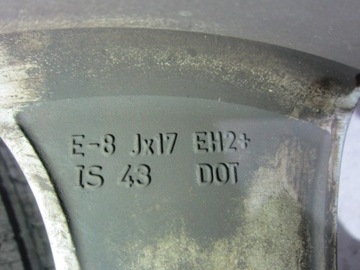 E-8 Jx17 EH2+
IS 43 DOT